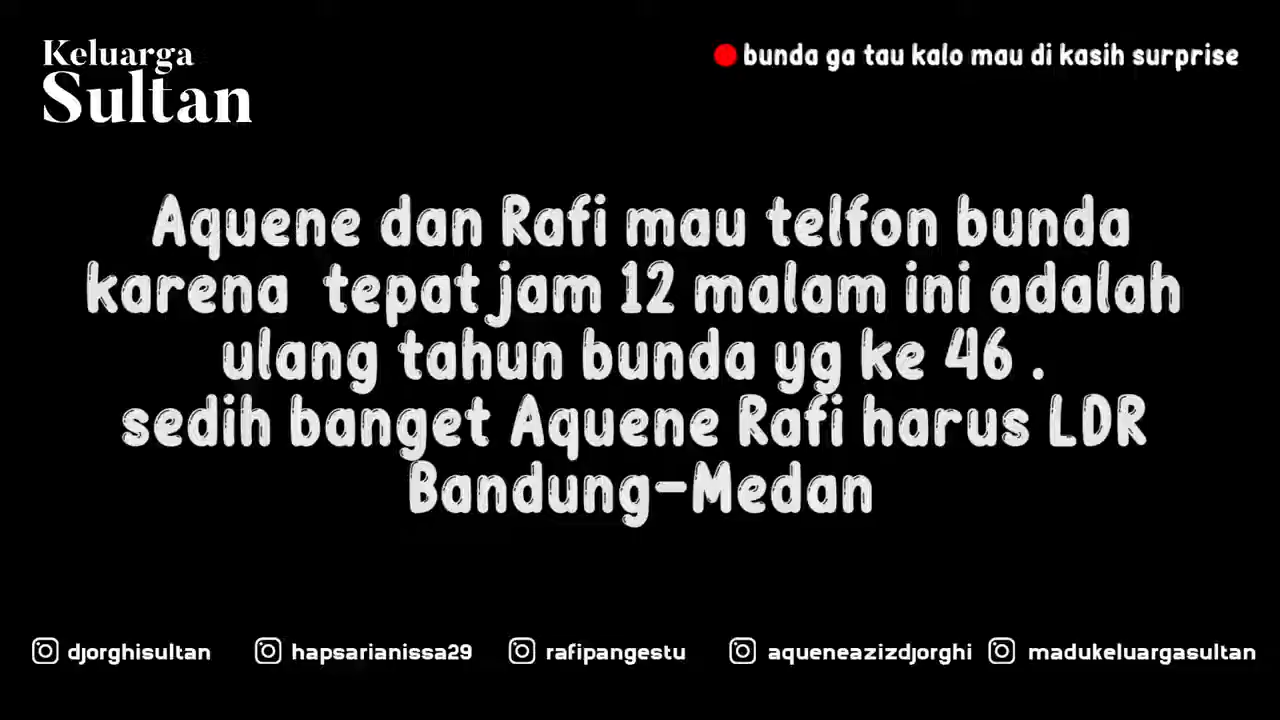 Keluarga
Sultan
bunda ga tau kalo mau di kasih surprise
Aquene dan Rafi mau telfon bunda
karena tepat jam 12 malam ini adalah
ulang tahun bunda yg ke 46 .
sedih banget Aquene Rafi harus LDR
Bandung-Medan
djorghisultan hapsarianissa29 rafipangestu aqueneazizdjorghi madukeluargasultan